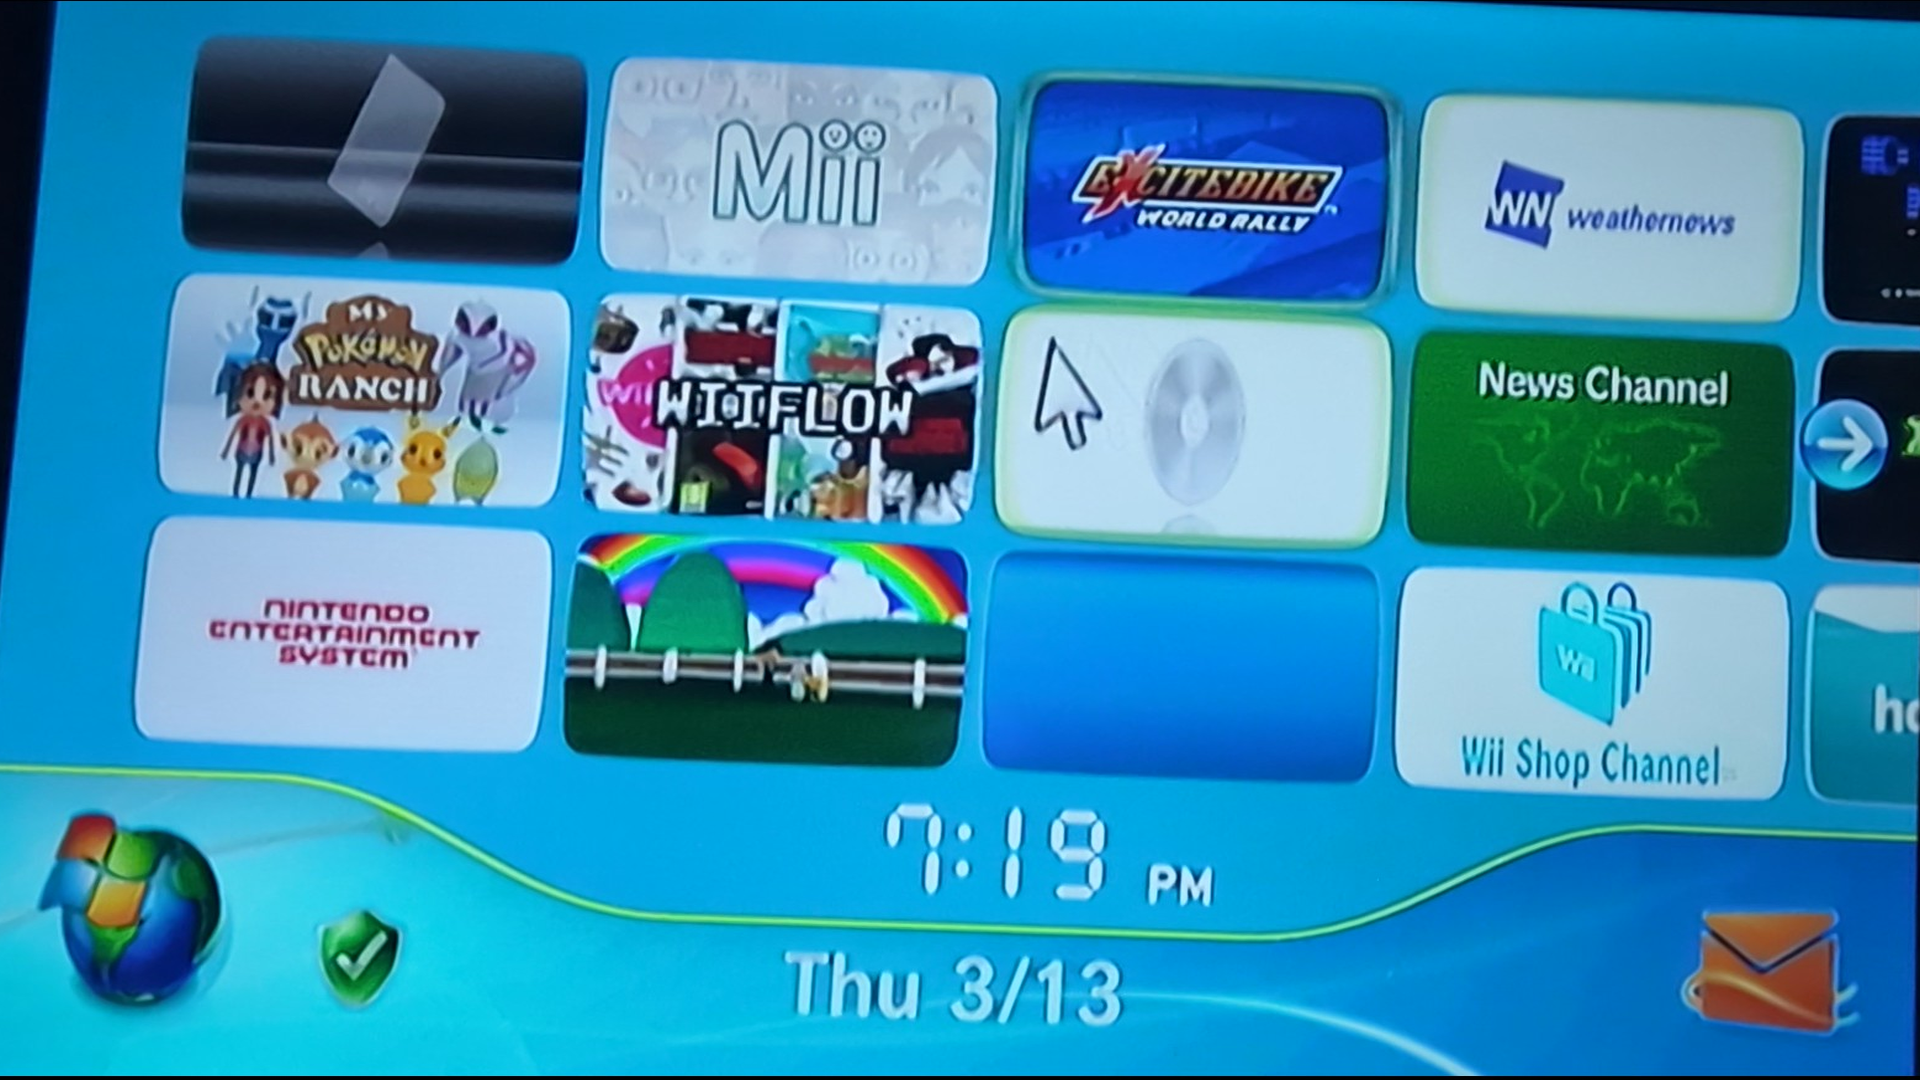 Mii
EXCITEBIKE
WORLD RALLY
WN weathernews
MY
POKéMON
RANCH
Wii
WIIFLOW
News Channel
NINTENDO
ENTERTAINMENT
SYSTEM
Wii
Wii Shop Channel
7:19 PM
Thu 3/13